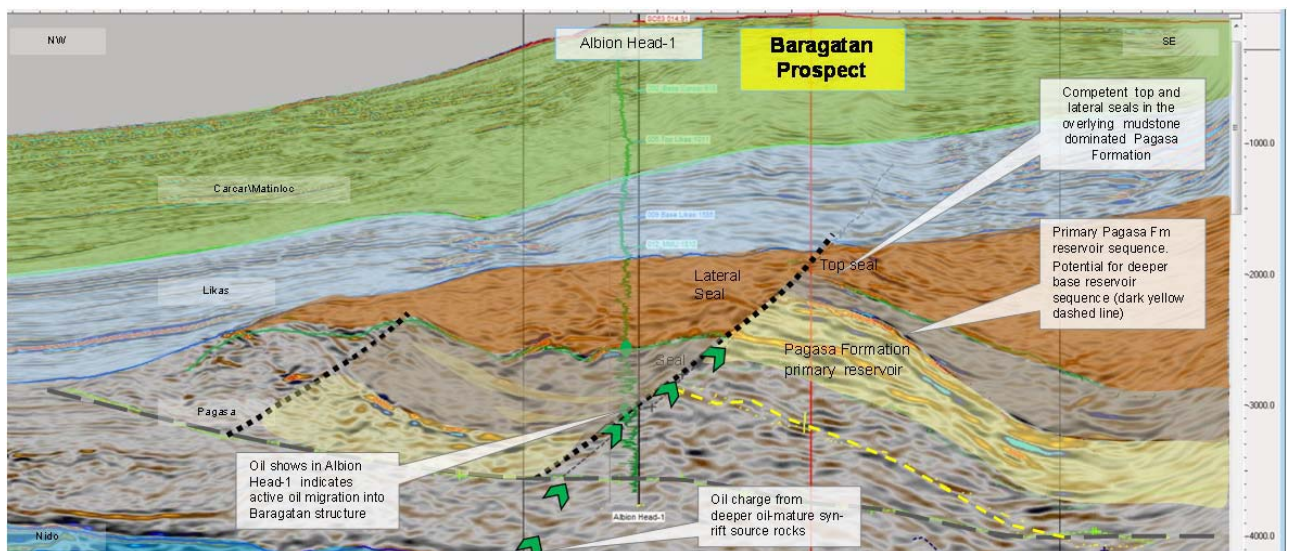 NW
Albion Head-1
Baragatan
Prospect
SE
Competent top and
lateral seals in the
overlying mudstone
dominated Pagasa
Formation
-1000.0
Carcar\Matinloc
Primary Pagasa Fm
reservoir sequence.
Potential for deeper
base reservoir
sequence (dark yellow
dashed line)
Likas
Lateral
Seal
Top seal
-2000.0
Seal
Pagasa Formation
primary reservoir
Pagasa
-3000.0
Oil shows in Albion
Head-1 indicates
active oil migration into
Baragatan structure
Oil charge from
deeper oil-mature syn-
rift source rocks
Albion Head-1
Nido
-4000.0